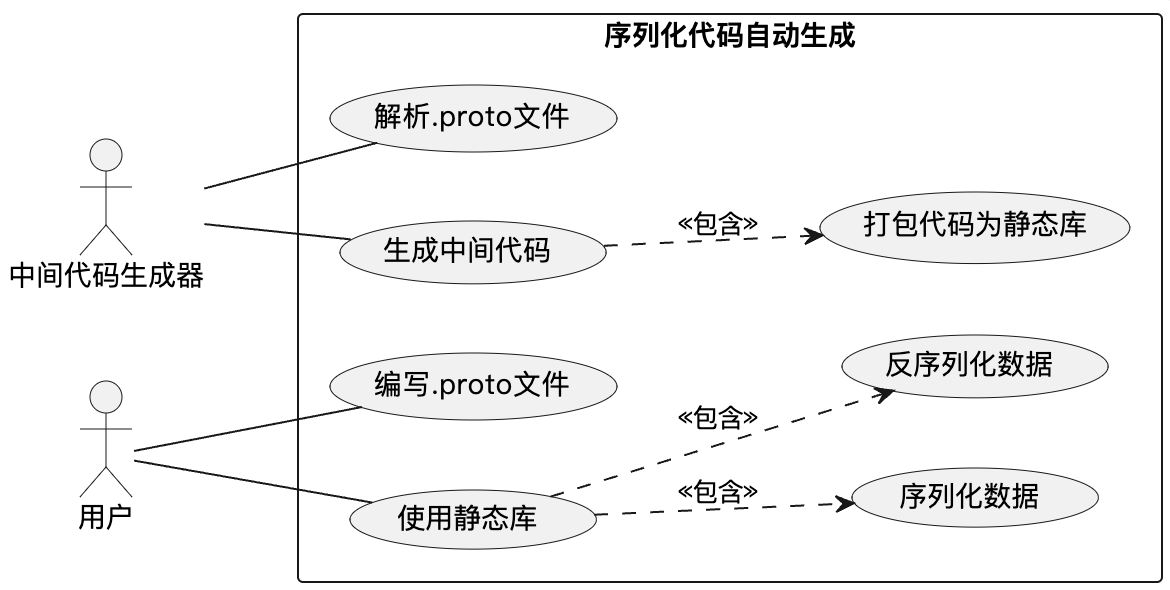 序列化代码自动生成
解析.proto文件
生成中间代码
«包含»
打包代码为静态库
中间代码生成器
编写.proto文件
反序列化数据
«包含»
«包含»
序列化数据
使用静态库
用户